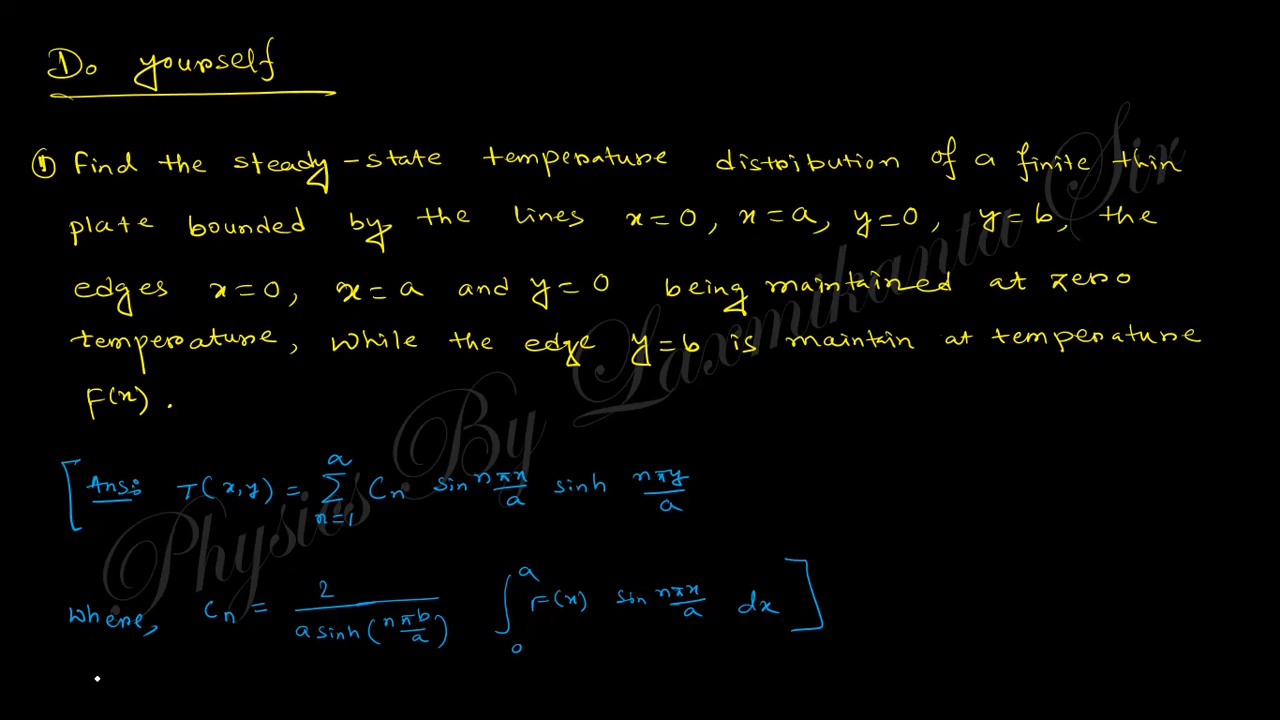 Do yourself
① Find the steady-state temperature distribution of a finite thin
plate bounded by the lines x=0, x=a, y=0, y=b, the
edges x=0, x=a and y=0 being maintained at zero
temperature, while the edge y=b is maintain at temperature
F(x).
[Ans: T(x,y) = ∑_{n=1}^{α} Cn sin nπx/a sinh nπy/a
where, Cn = 2/(a sinh(nπb/a)) ∫_0^a F(x) sin nπx/a dx]
Physics By Laxmikanta Sir